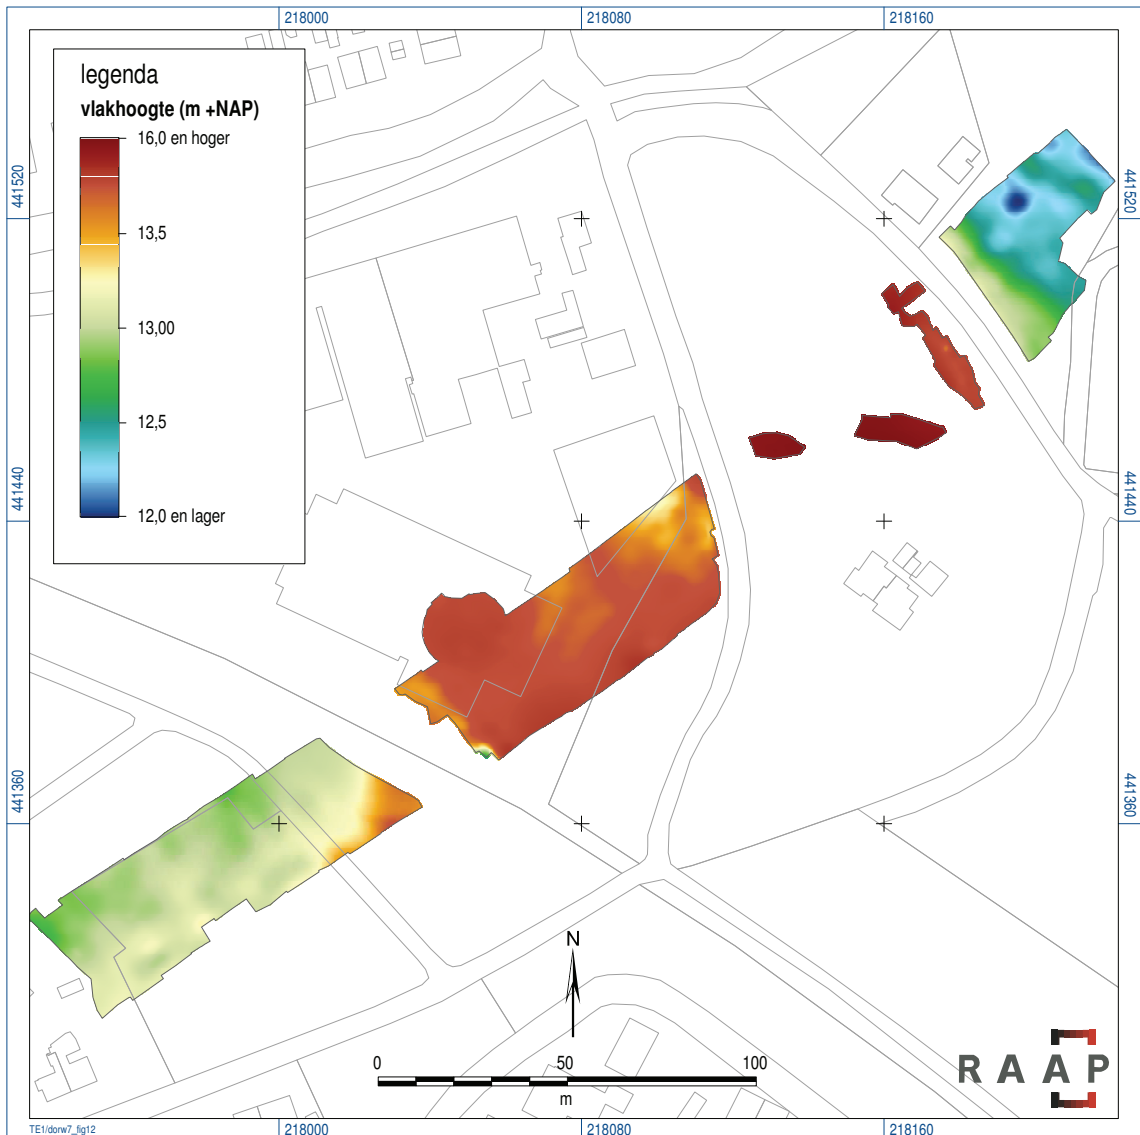 218000 218080 218160
legenda
vlakhoogte (m +NAP)
16,0 en hoger
13,5
13,00
12,5
12,0 en lager
441520 441520
441440 441440
441360 441360
N
0 50 100
m
RAAP
TE1/dorw7_fig12
218000 218080 218160